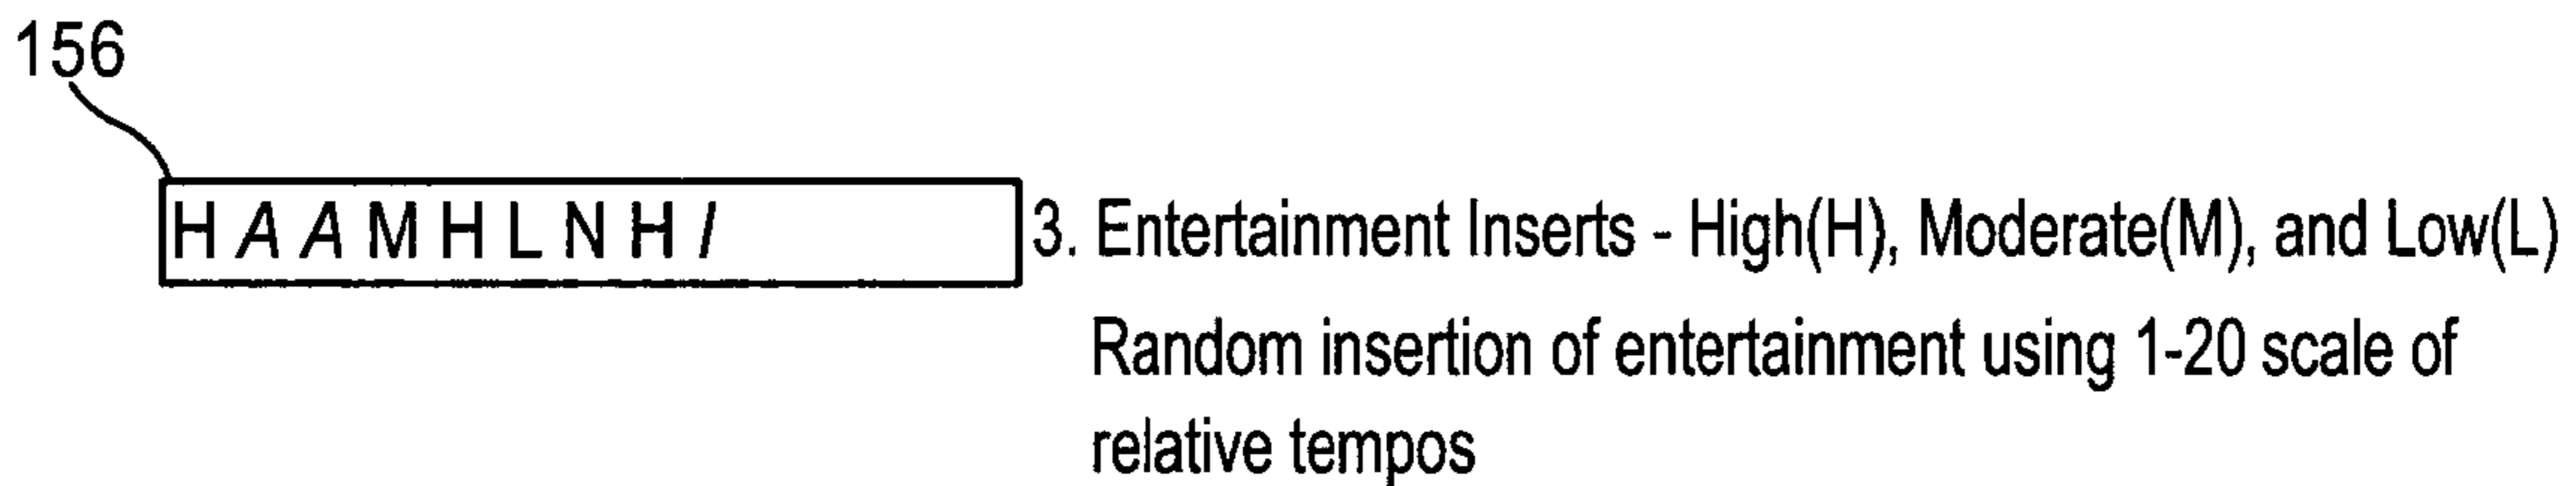 156
H A A M H L N H I
3. Entertainment Inserts - High(H), Moderate(M), and Low(L)
Random insertion of entertainment using 1-20 scale of
relative tempos